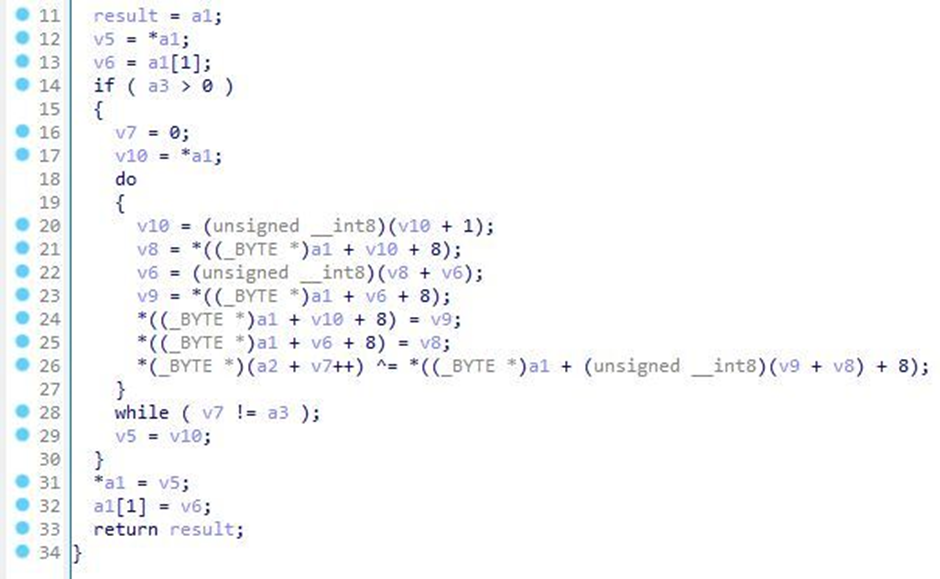 11 result = a1;
12 v5 = *a1;
13 v6 = a1[1];
14 if ( a3 > 0 )
15 {
16 v7 = 0;
17 v10 = *a1;
18 do
19 {
20 v10 = (unsigned __int8)(v10 + 1);
21 v8 = *((_BYTE *)a1 + v10 + 8);
22 v6 = (unsigned __int8)(v8 + v6);
23 v9 = *((_BYTE *)a1 + v6 + 8);
24 *((_BYTE *)a1 + v10 + 8) = v9;
25 *((_BYTE *)a1 + v6 + 8) = v8;
26 *(_BYTE *)(a2 + v7++) ^= *((_BYTE *)a1 + (unsigned __int8)(v9 + v8) + 8);
27 }
28 while ( v7 != a3 );
29 v5 = v10;
30 }
31 *a1 = v5;
32 a1[1] = v6;
33 return result;
34 }